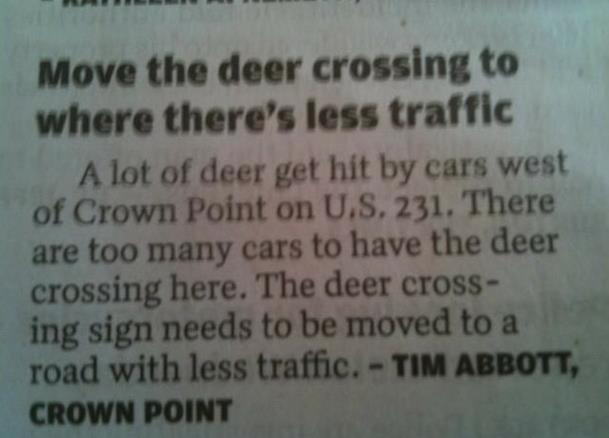 Move the deer crossing to
where there's less traffic
A lot of deer get hit by cars west
of Crown Point on U.S. 231. There
are too many cars to have the deer
crossing here. The deer cross-
ing sign needs to be moved to a
road with less traffic. – TIM ABBOTT,
CROWN POINT